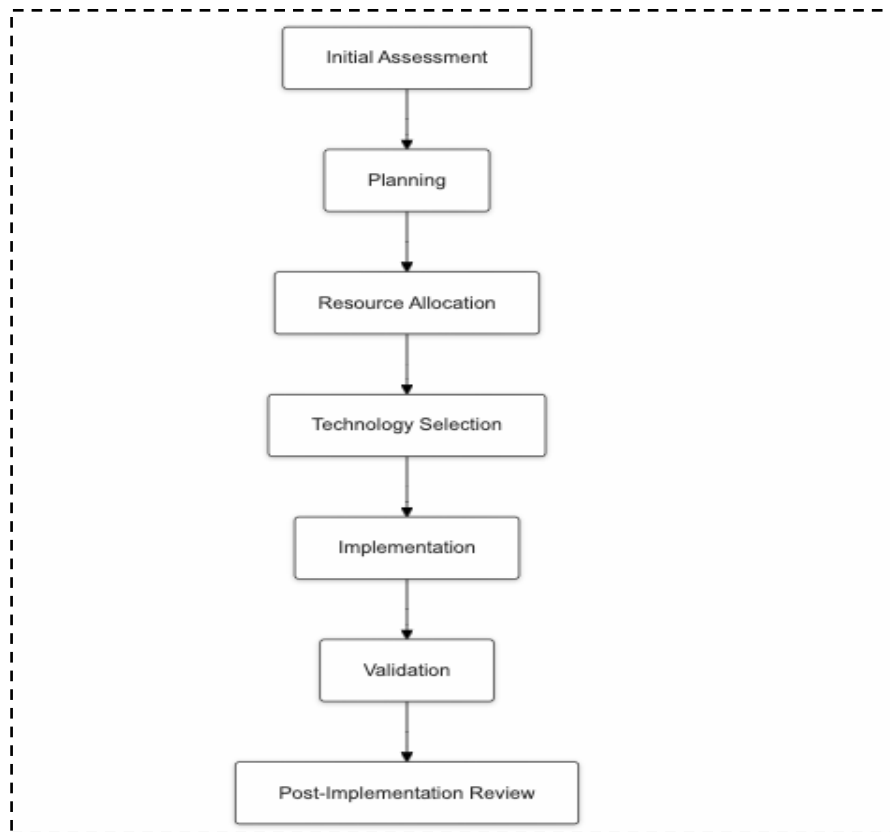 Initial Assessment
Planning
Resource Allocation
Technology Selection
Implementation
Validation
Post-Implementation Review